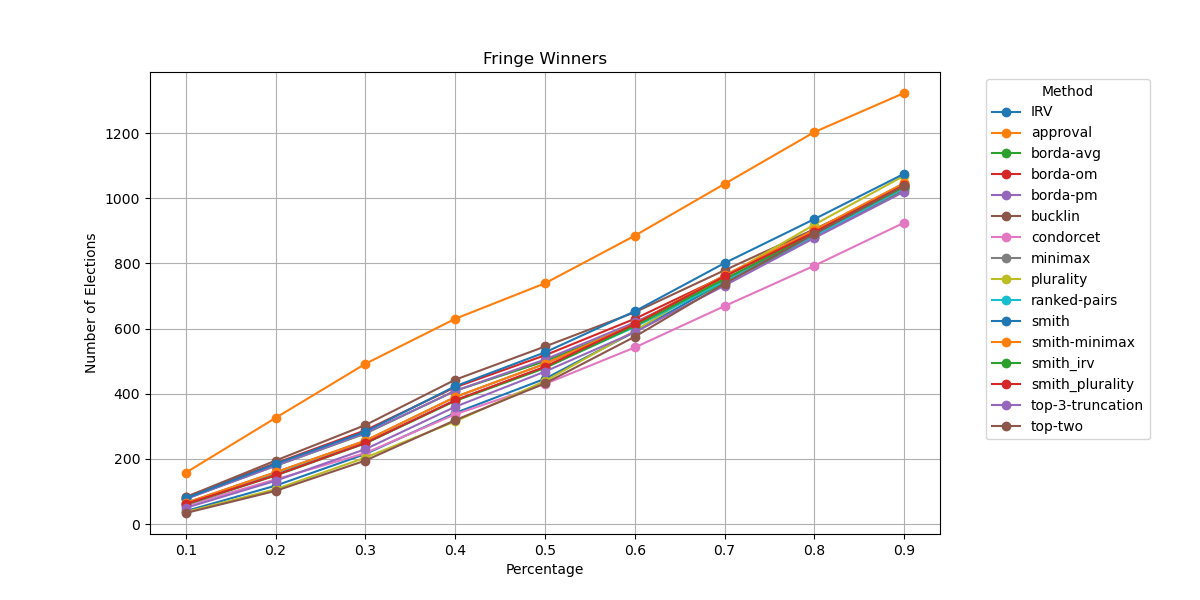 Fringe Winners
Number of Elections
1200
1000
800
600
400
200
0
0.1 0.2 0.3 0.4 0.5 0.6 0.7 0.8 0.9
Percentage
Method
IRV
approval
borda-avg
borda-om
borda-pm
bucklin
condorcet
minimax
plurality
ranked-pairs
smith
smith-minimax
smith_irv
smith_plurality
top-3-truncation
top-two